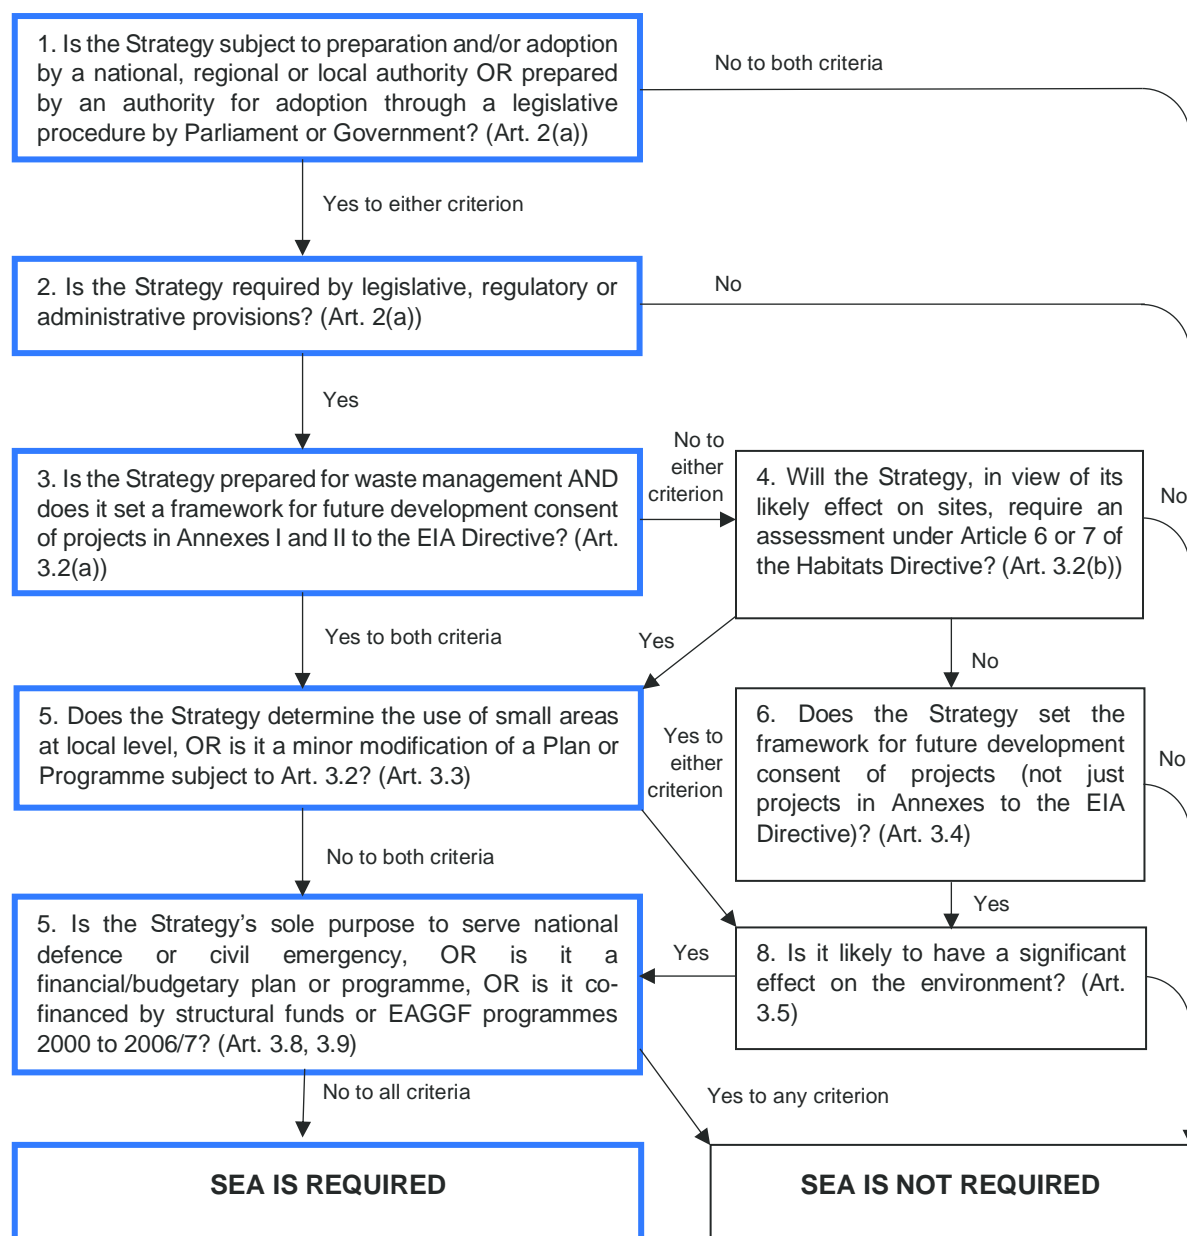 1. Is the Strategy subject to preparation and/or adoption
by a national, regional or local authority OR prepared
by an authority for adoption through a legislative
procedure by Parliament or Government? (Art. 2(a))
No to both criteria
Yes to either criterion
2. Is the Strategy required by legislative, regulatory or
administrative provisions? (Art. 2(a))
No
Yes
3. Is the Strategy prepared for waste management AND
does it set a framework for future development consent
of projects in Annexes I and II to the EIA Directive? (Art.
3.2(a))
No to
either
criterion
4. Will the Strategy, in view of its
likely effect on sites, require an
assessment under Article 6 or 7 of
the Habitats Directive? (Art. 3.2(b))
No
Yes to both criteria
Yes
No
5. Does the Strategy determine the use of small areas
at local level, OR is it a minor modification of a Plan or
Programme subject to Art. 3.2? (Art. 3.3)
Yes to
either
criterion
6. Does the Strategy set the
framework for future development
consent of projects (not just
projects in Annexes to the EIA
Directive)? (Art. 3.4)
No
No to both criteria
Yes
5. Is the Strategy's sole purpose to serve national
defence or civil emergency, OR is it a
financial/budgetary plan or programme, OR is it co-
financed by structural funds or EAGGF programmes
2000 to 2006/7? (Art. 3.8, 3.9)
Yes
8. Is it likely to have a significant
effect on the environment? (Art.
3.5)
No to all criteria
Yes to any criterion
SEA IS REQUIRED
SEA IS NOT REQUIRED